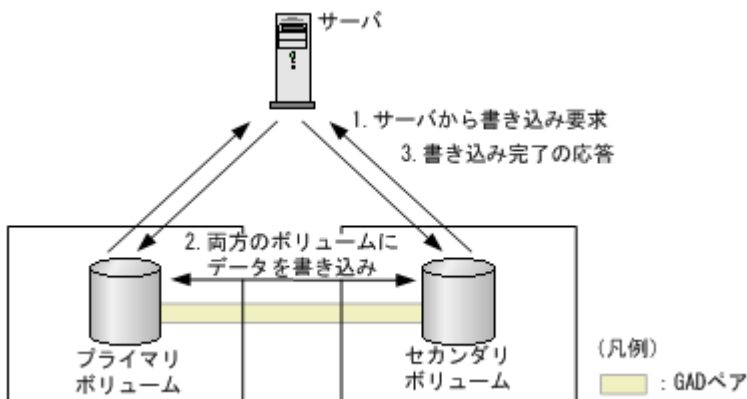 サーバ
1. サーバから書き込み要求
3. 書き込み完了の応答
2. 両方のボリュームに
データを書き込み
プライマリ
ボリューム
セカンダリ
ボリューム
(凡例)
: GADペア